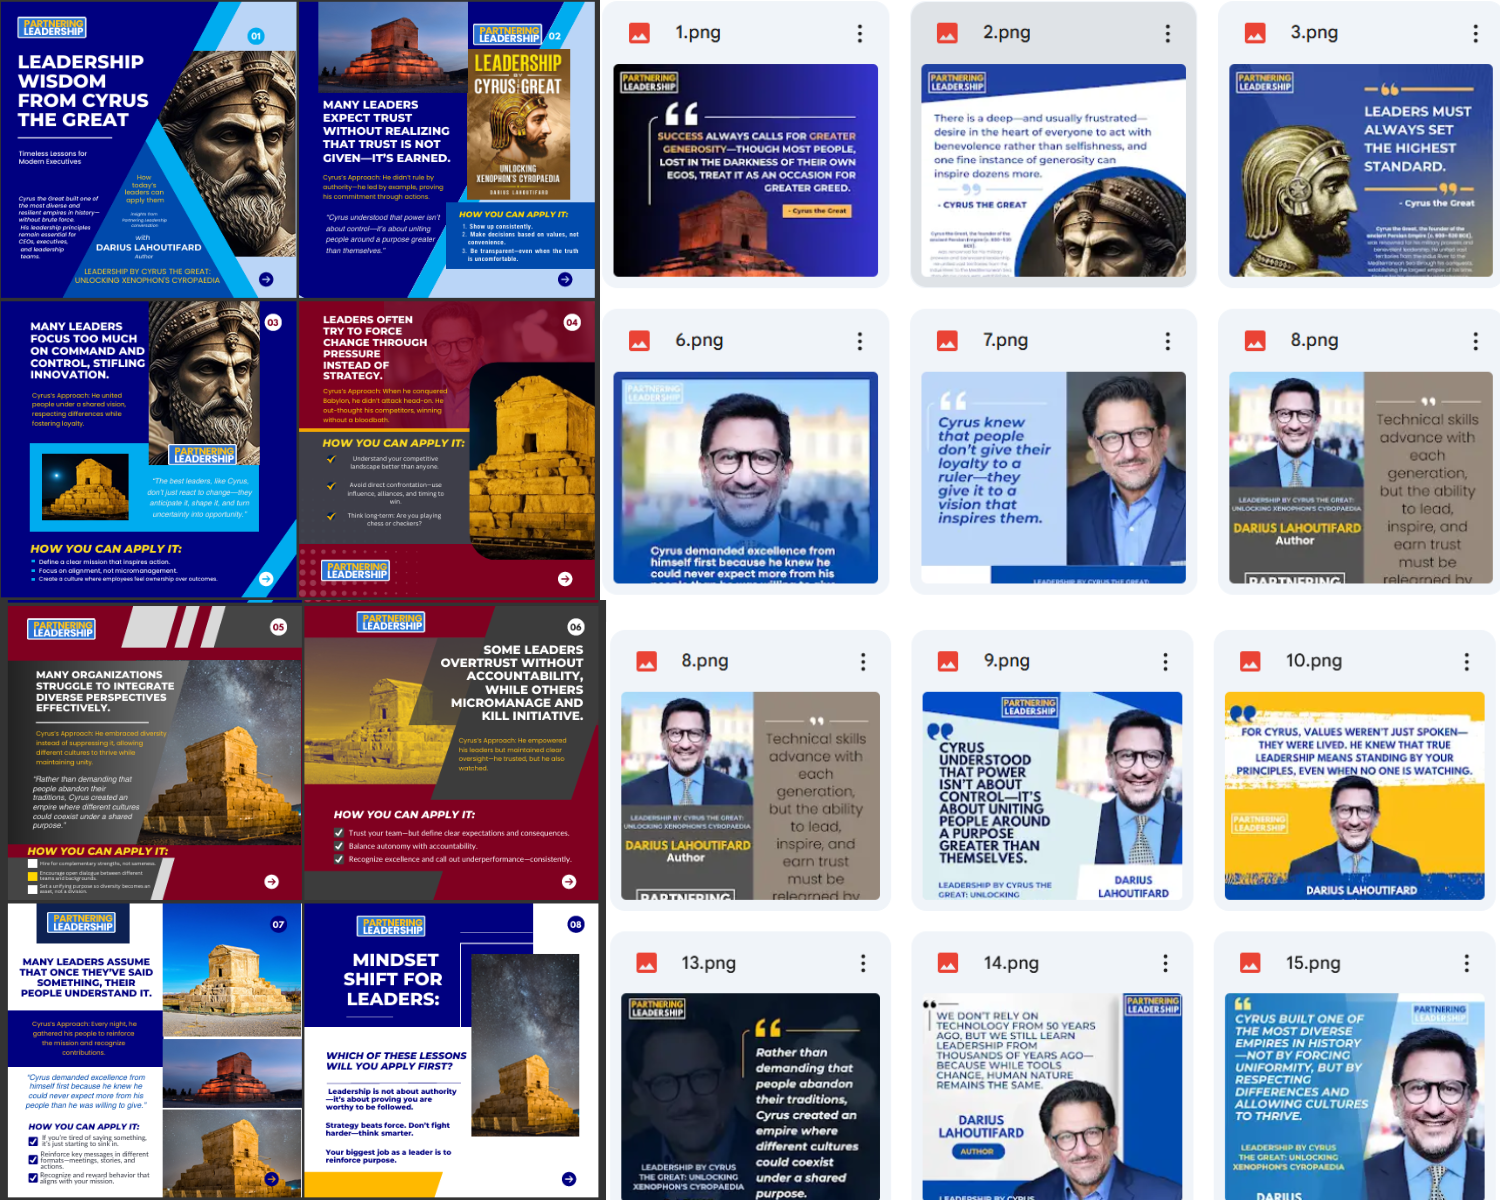 PARTNERING
LEADERSHIP
01
LEADERSHIP
WISDOM
FROM CYRUS
THE GREAT
Timeless Lessons for
Modern Executives
How
today's
leaders can
apply them
Cyrus the Great built one of
the most diverse and
resilient empires in history—
without brute force.
His leadership principles
remain essential for
CEOs, executives,
and leadership
teams.
Insights from
Partnering Leadership
conversation
with
DARIUS LAHOUTIFARD
Author
LEADERSHIP BY CYRUS THE GREAT:
UNLOCKING XENOPHON'S CYROPAEDIA
PARTNERING
LEADERSHIP
02
LEADERSHIP
BY
CYRUS THE GREAT
UNLOCKING
XENOPHON'S CYROPAEDIA
DARIUS LAHOUTIFARD
MANY LEADERS
EXPECT TRUST
WITHOUT REALIZING
THAT TRUST IS NOT
GIVEN—IT'S EARNED.
Cyrus's Approach: He didn't rule by
authority—he led by example, proving
his commitment through actions.
"Cyrus understood that power isn't
about control—it's about uniting
people around a purpose greater
than themselves."
HOW YOU CAN APPLY IT:
1. Show up consistently.
2. Make decisions based on values, not
convenience.
3. Be transparent—even when the truth
is uncomfortable.
03
MANY LEADERS
FOCUS TOO MUCH
ON COMMAND AND
CONTROL, STIFLING
INNOVATION.
Cyrus's Approach: He united
people under a shared vision,
respecting differences while
fostering loyalty.
PARTNERING
LEADERSHIP
"The best leaders, like Cyrus,
don't just react to change—they
anticipate it, shape it, and turn
uncertainty into opportunity."
HOW YOU CAN APPLY IT:
Define a clear mission that inspires action.
Focus on alignment, not micromanagement.
Create a culture where employees feel ownership over outcomes.
04
LEADERS OFTEN
TRY TO FORCE
CHANGE THROUGH
PRESSURE
INSTEAD OF
STRATEGY.
Cyrus's Approach: When he conquered
Babylon, he didn't attack head-on. He
out-thought his competitors, winning
without a bloodbath.
HOW YOU CAN APPLY IT:
Understand your competitive
landscape better than anyone.
Avoid direct confrontation—use
influence, alliances, and timing to
win.
Think long-term: Are you playing
chess or checkers?
PARTNERING
LEADERSHIP
PARTNERING
LEADERSHIP
05
MANY ORGANIZATIONS
STRUGGLE TO INTEGRATE
DIVERSE PERSPECTIVES
EFFECTIVELY.
Cyrus's Approach: He embraced diversity
instead of suppressing it, allowing
different cultures to thrive while
maintaining unity.
"Rather than demanding that
people abandon their
traditions, Cyrus created an
empire where different cultures
could coexist under a shared
purpose."
HOW YOU CAN APPLY IT:
Hire for complementary strengths, not sameness.
Encourage open dialogue between different
teams and backgrounds.
Set a unifying purpose so diversity becomes an
asset, not a division.
PARTNERING
LEADERSHIP
06
SOME LEADERS
OVERTRUST WITHOUT
ACCOUNTABILITY,
WHILE OTHERS
MICROMANAGE AND
KILL INITIATIVE.
Cyrus's Approach: He empowered
his leaders but maintained clear
oversight—he trusted, but he also
watched.
HOW YOU CAN APPLY IT:
Trust your team—but define clear expectations and consequences.
Balance autonomy with accountability.
Recognize excellence and call out underperformance—consistently.
PARTNERING
LEADERSHIP
07
MANY LEADERS ASSUME
THAT ONCE THEY'VE SAID
SOMETHING, THEIR
PEOPLE UNDERSTAND IT.
Cyrus's Approach: Every night, he
gathered his people to reinforce
the mission and recognize
contributions.
"Cyrus demanded excellence from
himself first because he knew he
could never expect more from his
people than he was willing to give."
HOW YOU CAN APPLY IT:
If you're tired of saying something,
it's just starting to sink in.
Reinforce key messages in different
formats—meetings, stories, and
actions.
Recognize and reward behavior that
aligns with your mission.
PARTNERING
LEADERSHIP
08
MINDSET
SHIFT FOR
LEADERS:
WHICH OF THESE LESSONS
WILL YOU APPLY FIRST?
Leadership is not about authority
—it's about proving you are
worthy to be followed.
Strategy beats force. Don't fight
harder—think smarter.
Your biggest job as a leader is to
reinforce purpose.
1.png
PARTNERING
LEADERSHIP
SUCCESS ALWAYS CALLS FOR GREATER
GENEROSITY—THOUGH MOST PEOPLE,
LOST IN THE DARKNESS OF THEIR OWN
EGOS, TREAT IT AS AN OCCASION FOR
GREATER GREED.
- Cyrus the Great
2.png
PARTNERING
LEADERSHIP
There is a deep—and usually frustrated—
desire in the heart of everyone to act with
benevolence rather than selfishness, and
one fine instance of generosity can
inspire dozens more.
- CYRUS THE GREAT
Cyrus the Great, the founder of the
ancient Persian Empire (c. 600–530
BCE),
3.png
PARTNERING
LEADERSHIP
LEADERS MUST
ALWAYS SET
THE HIGHEST
STANDARD.
- Cyrus the Great
Cyrus the Great, the founder of the
ancient Persian Empire (c. 600–530 BCE),
6.png
PARTNERING
LEADERSHIP
Cyrus demanded excellence from
himself first because he knew he
could never expect more from his
7.png
Cyrus knew
that people
don't give their
loyalty to a
ruler—they
give it to a
vision that
inspires them.
LEADERSHIP BY CYRUS THE GREAT:
8.png
LEADERSHIP BY CYRUS THE GREAT:
UNLOCKING XENOPHON'S CYROPAEDIA
DARIUS LAHOUTIFARD
Author
PARTNERING
Technical skills
advance with
each
generation,
but the ability
to lead,
inspire, and
earn trust
must be
relearned by
8.png
LEADERSHIP BY CYRUS THE GREAT:
UNLOCKING XENOPHON'S CYROPAEDIA
DARIUS LAHOUTIFARD
Author
PARTNERING
Technical skills
advance with
each
generation,
but the ability
to lead,
inspire, and
earn trust
must be
relearned by
9.png
PARTNERING
LEADERSHIP
CYRUS
UNDERSTOOD
THAT POWER
ISN'T ABOUT
CONTROL—IT'S
ABOUT UNITING
PEOPLE AROUND
A PURPOSE
GREATER THAN
THEMSELVES.
LEADERSHIP BY CYRUS THE
GREAT: UNLOCKING
DARIUS
LAHOUTIFARD
10.png
FOR CYRUS, VALUES WEREN'T JUST SPOKEN—
THEY WERE LIVED. HE KNEW THAT TRUE
LEADERSHIP MEANS STANDING BY YOUR
PRINCIPLES, EVEN WHEN NO ONE IS WATCHING.
PARTNERING
LEADERSHIP
DARIUS LAHOUTIFARD
13.png
PARTNERING
LEADERSHIP
Rather than
demanding that
people abandon
their traditions,
Cyrus created an
empire where
different cultures
could coexist
under a shared
purpose.
LEADERSHIP BY CYRUS
THE GREAT: UNLOCKING
XENOPHON'S CYROPAEDIA
14.png
PARTNERING
LEADERSHIP
WE DON'T RELY ON
TECHNOLOGY FROM 50 YEARS
AGO, BUT WE STILL LEARN
LEADERSHIP FROM
THOUSANDS OF YEARS AGO—
BECAUSE WHILE TOOLS
CHANGE, HUMAN NATURE
REMAINS THE SAME.
DARIUS
LAHOUTIFARD
AUTHOR
LEADERSHIP BY CYRUS
15.png
PARTNERING
LEADERSHIP
CYRUS BUILT ONE OF
THE MOST DIVERSE
EMPIRES IN HISTORY
—NOT BY FORCING
UNIFORMITY, BUT BY
RESPECTING
DIFFERENCES AND
ALLOWING CULTURES
TO THRIVE.
LEADERSHIP BY CYRUS
THE GREAT: UNLOCKING
XENOPHON'S CYROPAEDIA
DARIUS